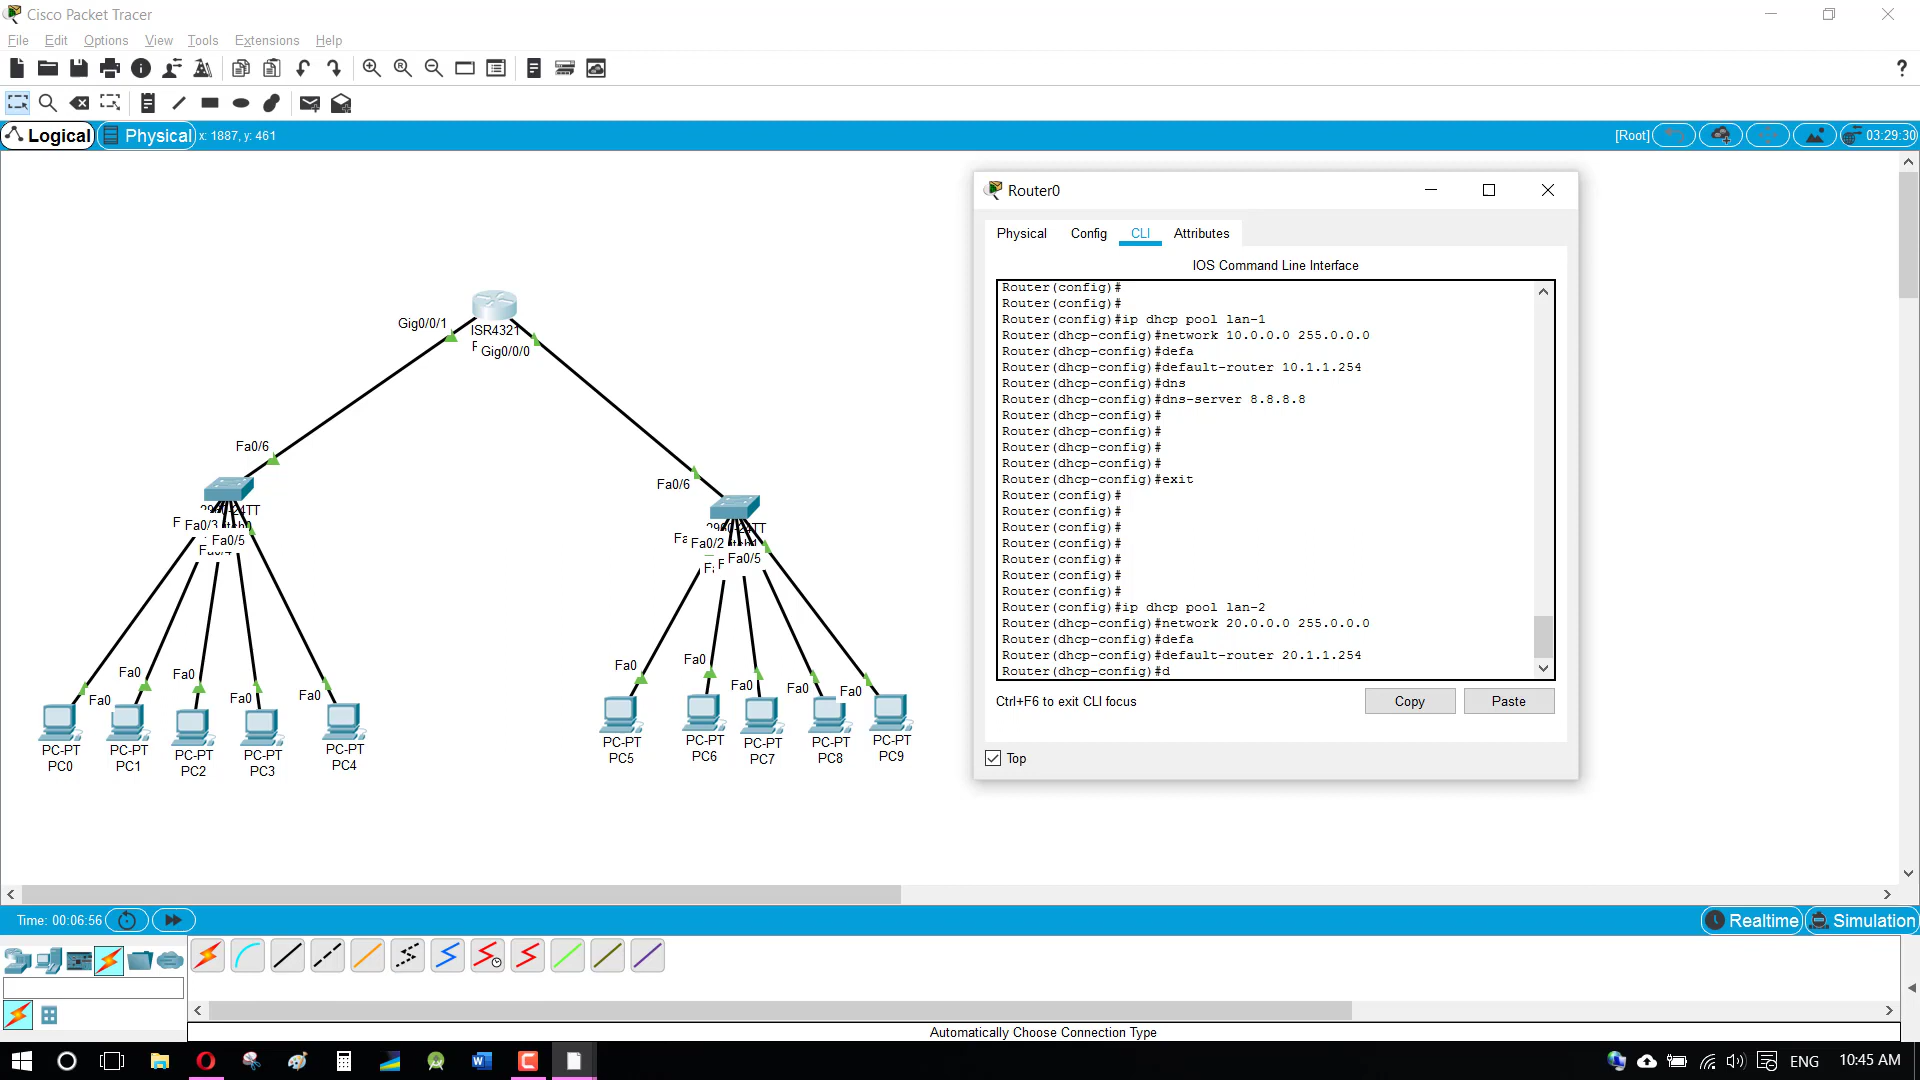 Cisco Packet Tracer
File Edit Options View Tools Extensions Help
?
Logical Physical x: 1887, y: 461 [Root] 03:29:30
Gig0/0/1
ISR4321
Gig0/0/0
Fa0/6
Fa0/3
Fa0/5
Fa0/6
Fa0/2
Fa0/5
Fa0 Fa0 Fa0 Fa0 Fa0
Fa0 Fa0 Fa0 Fa0 Fa0
PC-PT PC-PT PC-PT PC-PT PC-PT
PC0 PC1 PC2 PC3 PC4
PC-PT PC-PT PC-PT PC-PT PC-PT
PC5 PC6 PC7 PC8 PC9
Router0
Physical Config CLI Attributes
IOS Command Line Interface
Router(config)#
Router(config)#
Router(config)#ip dhcp pool lan-1
Router(dhcp-config)#network 10.0.0.0 255.0.0.0
Router(dhcp-config)#defa
Router(dhcp-config)#default-router 10.1.1.254
Router(dhcp-config)#dns
Router(dhcp-config)#dns-server 8.8.8.8
Router(dhcp-config)#
Router(dhcp-config)#
Router(dhcp-config)#
Router(dhcp-config)#
Router(dhcp-config)#exit
Router(config)#
Router(config)#
Router(config)#
Router(config)#
Router(config)#
Router(config)#
Router(config)#
Router(config)#ip dhcp pool lan-2
Router(dhcp-config)#network 20.0.0.0 255.0.0.0
Router(dhcp-config)#defa
Router(dhcp-config)#default-router 20.1.1.254
Router(dhcp-config)#d
Ctrl+F6 to exit CLI focus
Copy Paste
Top
Time: 00:06:56
Realtime Simulation
Automatically Choose Connection Type
ENG 10:45 AM